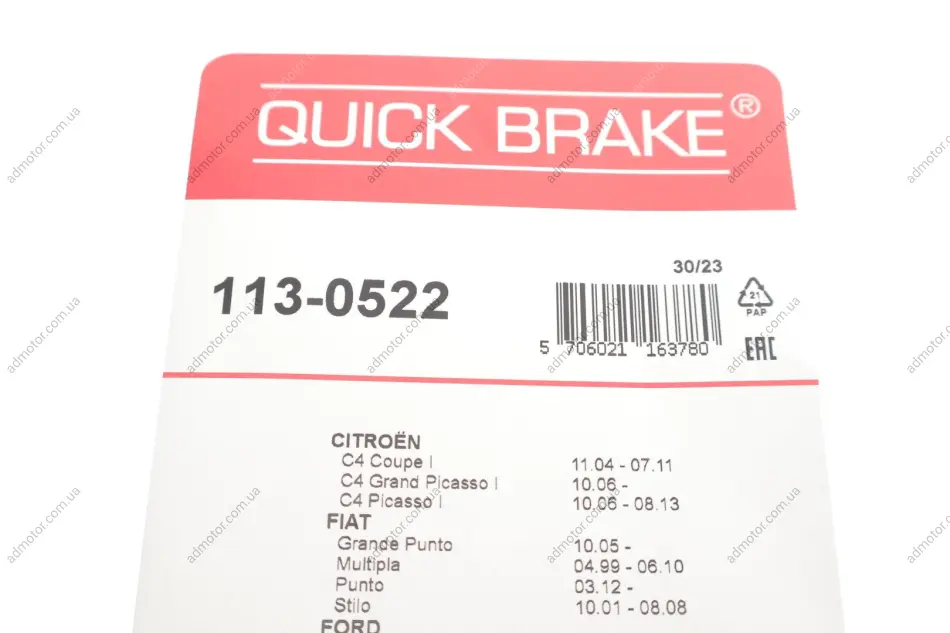 QUICK BRAKE®
113-0522
30/23
5 706021 163780
21
PAP
EAC
CITROËN
C4 Coupe I 11.04 - 07.11
C4 Grand Picasso I 10.06 -
C4 Picasso I 10.06 - 08.13
FIAT
Grande Punto 10.05 -
Multipla 04.99 - 06.10
Punto 03.12 -
Stilo 10.01 - 08.08
FORD
admotor.com.ua